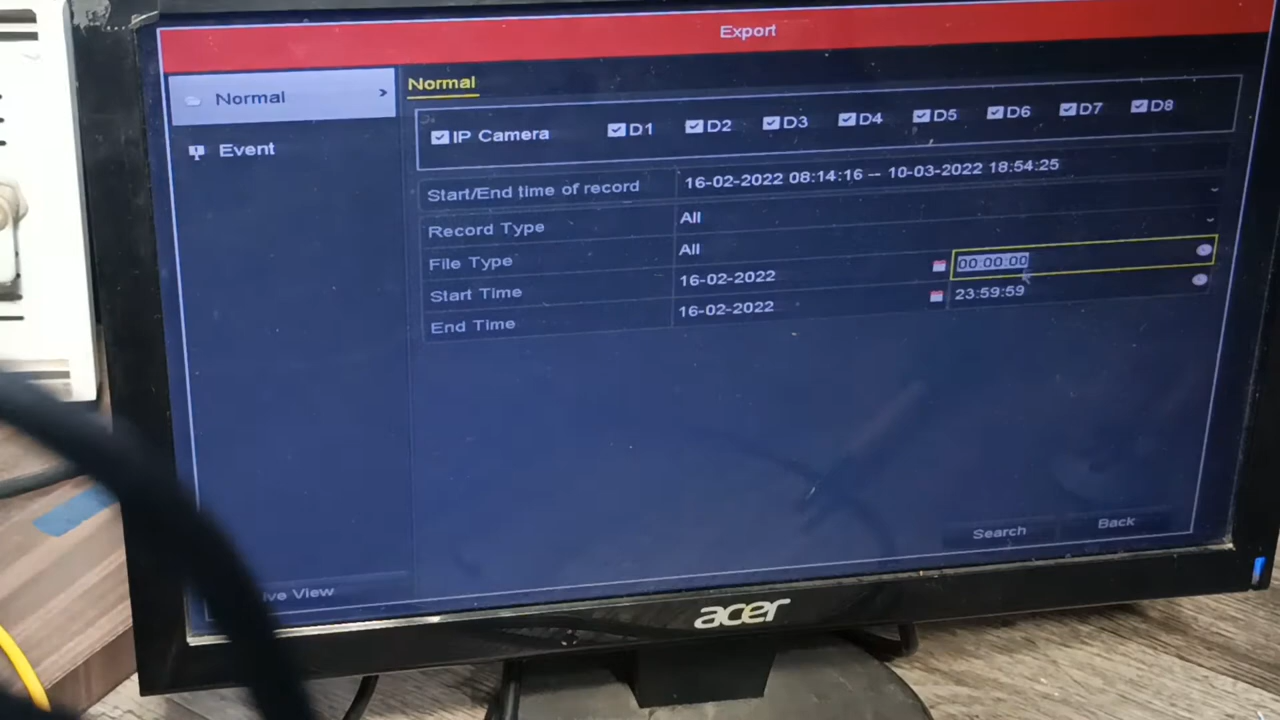 Export
Normal >
Event
Normal
IP Camera D1 D2 D3 D4 D5 D6 D7 D8
Start/End time of record 16-02-2022 08:14:16 -- 10-03-2022 18:54:25
Record Type All
File Type All
Start Time 16-02-2022 00:00:00
End Time 16-02-2022 23:59:59
Search Back
View
acer